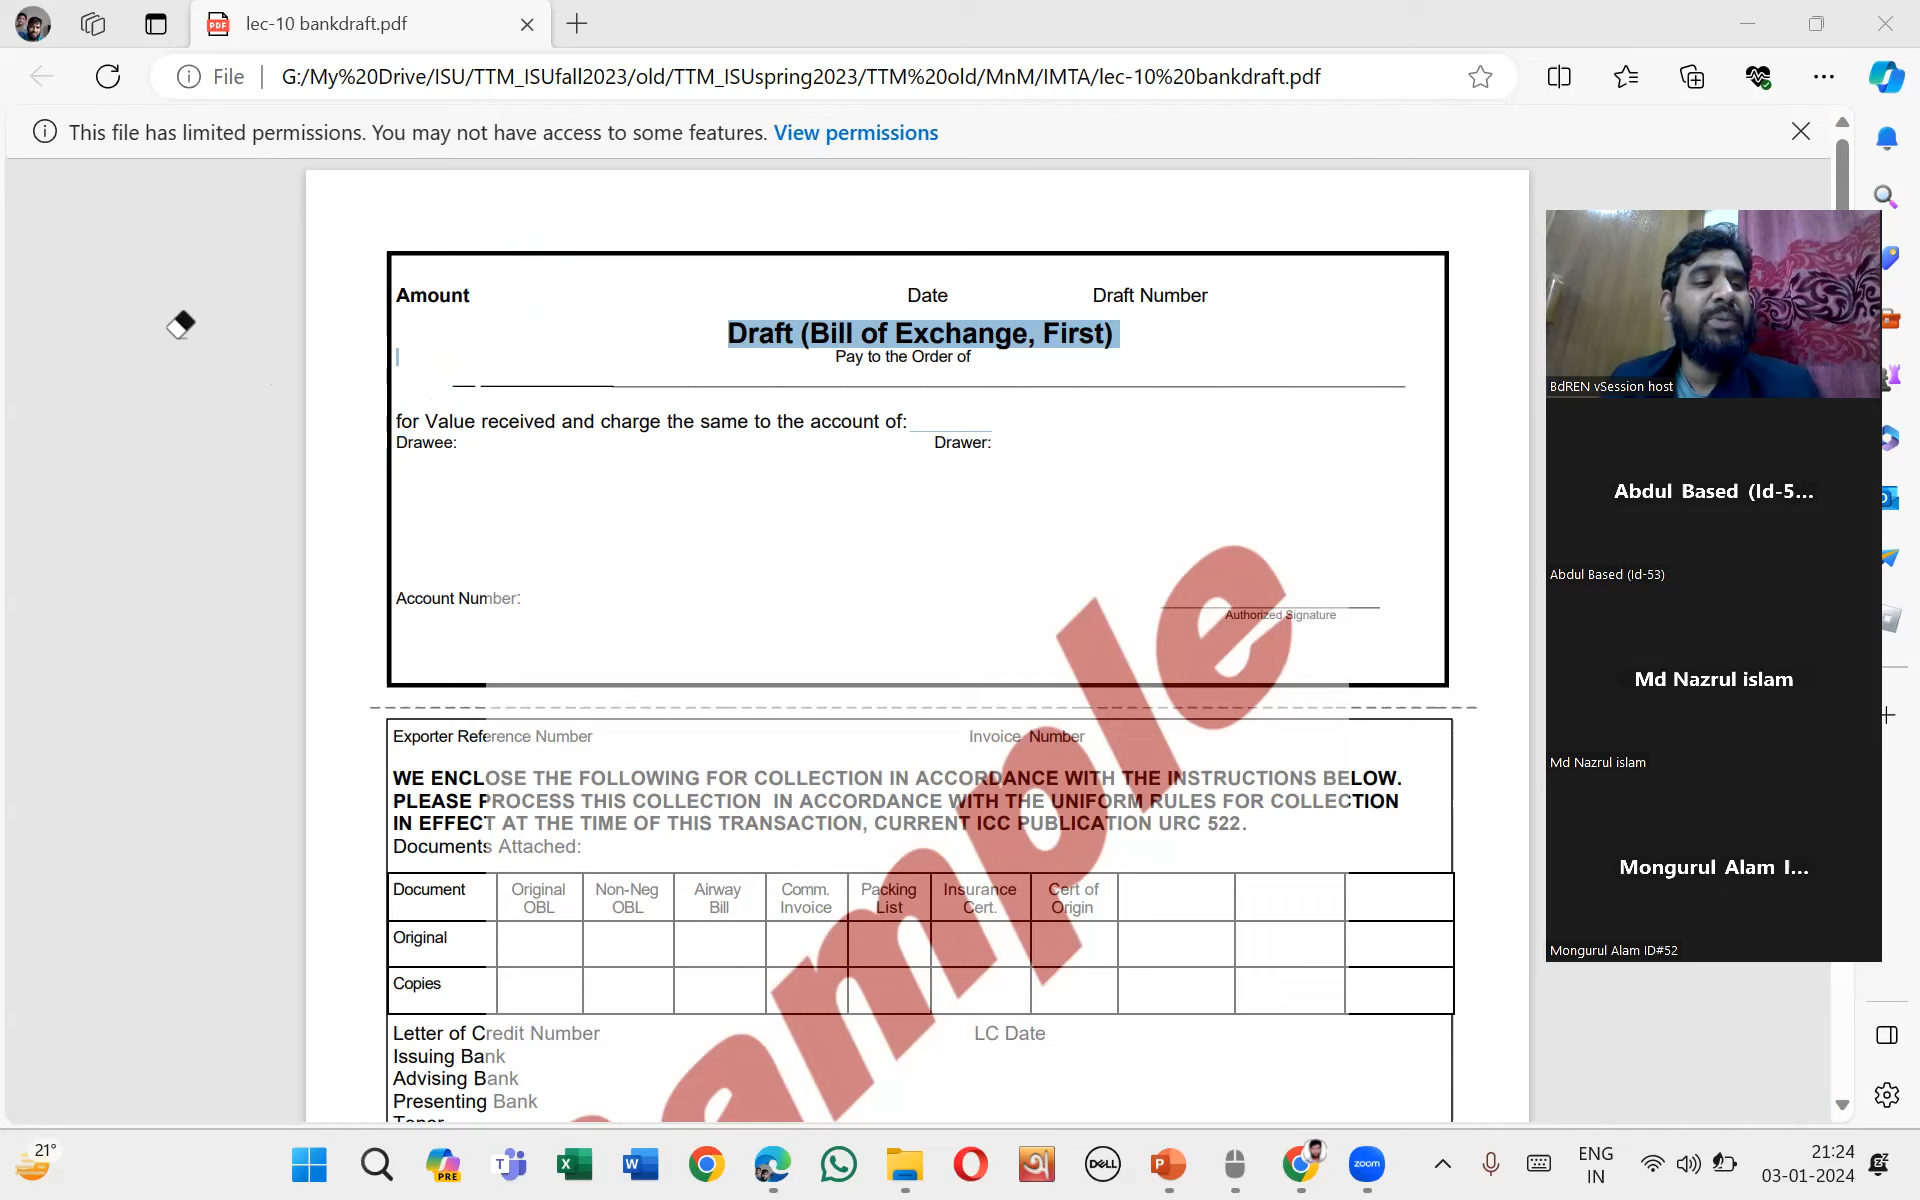 lec-10 bankdraft.pdf
File
G:/My%20Drive/ISU/TTM_ISUfall2023/old/TTM_ISUspring2023/TTM%20old/MnM/IMTA/lec-10%20bankdraft.pdf
This file has limited permissions. You may not have access to some features. View permissions
Amount Date Draft Number
Draft (Bill of Exchange, First)
Pay to the Order of
for Value received and charge the same to the account of:
Drawee: Drawer:
Account Number:
Authorized Signature
Exporter Reference Number Invoice Number
WE ENCLOSE THE FOLLOWING FOR COLLECTION IN ACCORDANCE WITH THE INSTRUCTIONS BELOW.
PLEASE PROCESS THIS COLLECTION IN ACCORDANCE WITH THE UNIFORM RULES FOR COLLECTION
IN EFFECT AT THE TIME OF THIS TRANSACTION, CURRENT ICC PUBLICATION URC 522.
Documents Attached:
Document Original OBL Non-Neg OBL Airway Bill Comm. Invoice Packing List Insurance Cert. Cert of Origin
Original
Copies
Letter of Credit Number LC Date
Issuing Bank
Advising Bank
Presenting Bank
ample
BdREN vSession host
Abdul Based (Id-5...
Abdul Based (Id-53)
Md Nazrul islam
Md Nazrul islam
Mongurul Alam I...
Mongurul Alam ID#52
21°
PRE
DELL
zoom
ENG
IN
21:24
03-01-2024